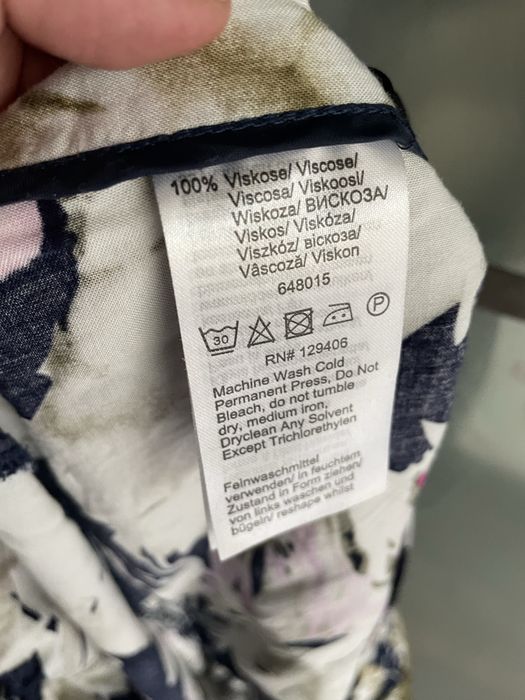 100% Viskose/ Viscose/
Viscosa/ Viskoosi/
Wiskoza/ ВИСКОЗА/
Viskos/ Viskóza/
Viszkóz/ віскоза/
Vâscoză/ Viskon
648015
30
P
RN# 129406
Machine Wash Cold
Permanent Press, Do Not
Bleach, do not tumble
dry, medium iron,
Dryclean Any Solvent
Except Trichlorethylen
Feinwaschmittel
verwenden/ in feuchtem
Zustand in Form ziehen/
von links waschen und
bügeln/ reshape whilst